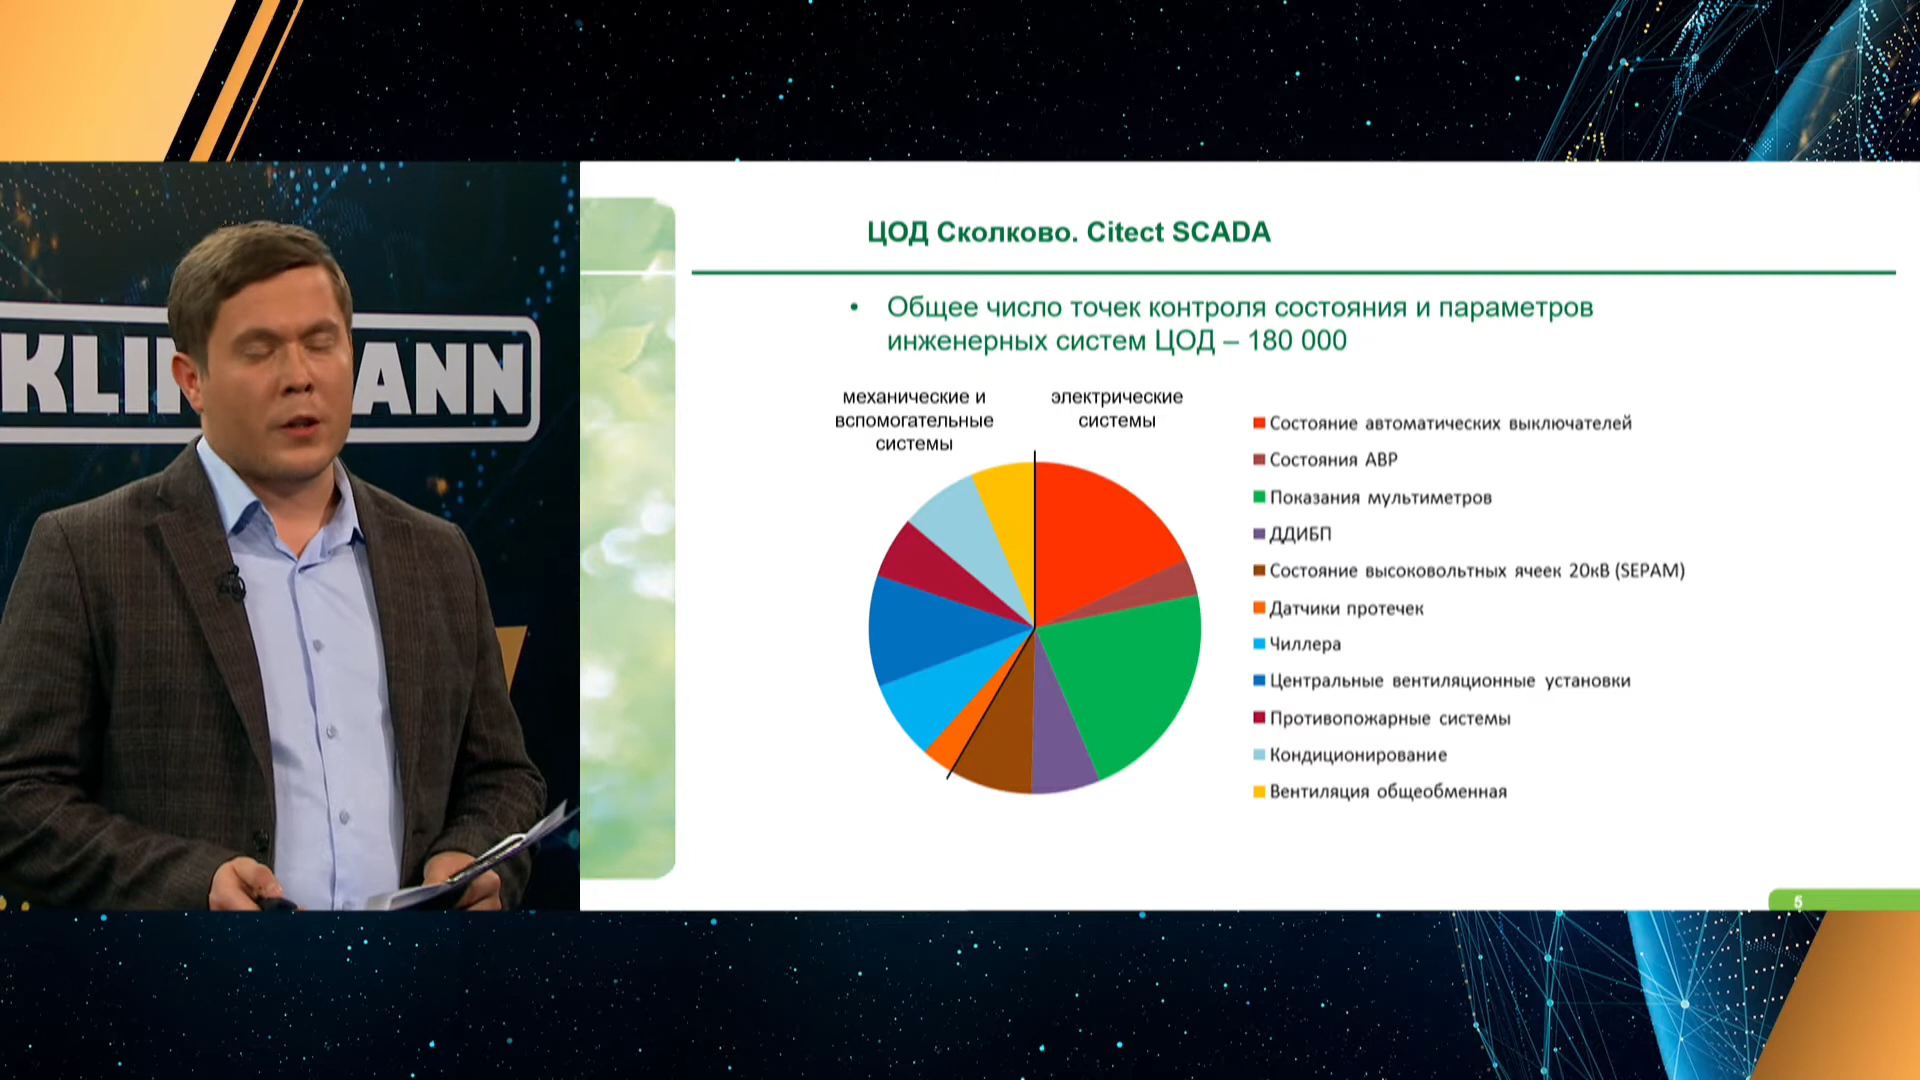 KLI ANN
ЦОД Сколково. Citect SCADA
• Общее число точек контроля состояния и параметров
инженерных систем ЦОД – 180 000
механические и
вспомогательные
системы
электрические
системы
Состояние автоматических выключателей
Состояния АВР
Показания мультиметров
ДДИБП
Состояние высоковольтных ячеек 20кВ (SEPAM)
Датчики протечек
Чиллера
Центральные вентиляционные установки
Противопожарные системы
Кондиционирование
Вентиляция общеобменная
5